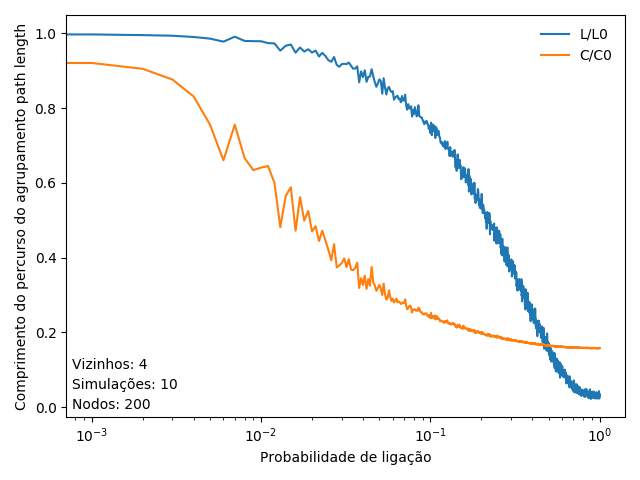 L/L0
C/C0
1.0
0.8
0.6
0.4
0.2
0.0
Comprimento do percurso do agrupamento path length
Vizinhos: 4
Simulações: 10
Nodos: 200
10⁻³ 10⁻² 10⁻¹ 10⁰
Probabilidade de ligação